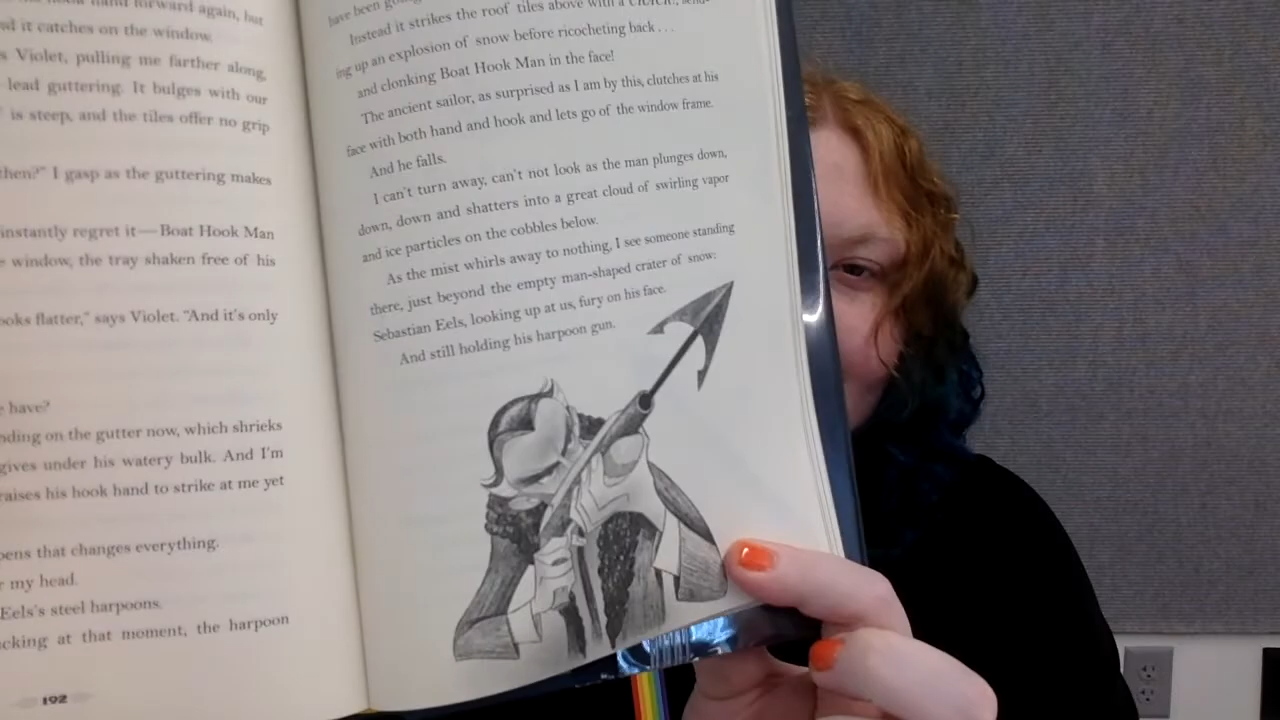 forward again, but
it catches on the window.
Violet, pulling me farther along,
lead guttering. It bulges with our
is steep, and the tiles offer no grip
then?" I gasp as the guttering makes
instantly regret it—Boat Hook Man
window, the tray shaken free of his
looks flatter," says Violet. "And it's only
have?
on the gutter now, which shrieks
gives under his watery bulk. And I'm
raises his hook hand to strike at me yet
that changes everything.
my head.
Eels's steel harpoons.
at that moment, the harpoon
192
have been
Instead it strikes the roof tiles above with a
ing up an explosion of snow before ricocheting back . . .
and clonking Boat Hook Man in the face!
The ancient sailor, as surprised as I am by this, clutches at his
face with both hand and hook and lets go of the window frame.
And he falls.
I can't turn away, can't not look as the man plunges down,
down, down and shatters into a great cloud of swirling vapor
and ice particles on the cobbles below.
As the mist whirls away to nothing, I see someone standing
there, just beyond the empty man-shaped crater of snow:
Sebastian Eels, looking up at us, fury on his face.
And still holding his harpoon gun.